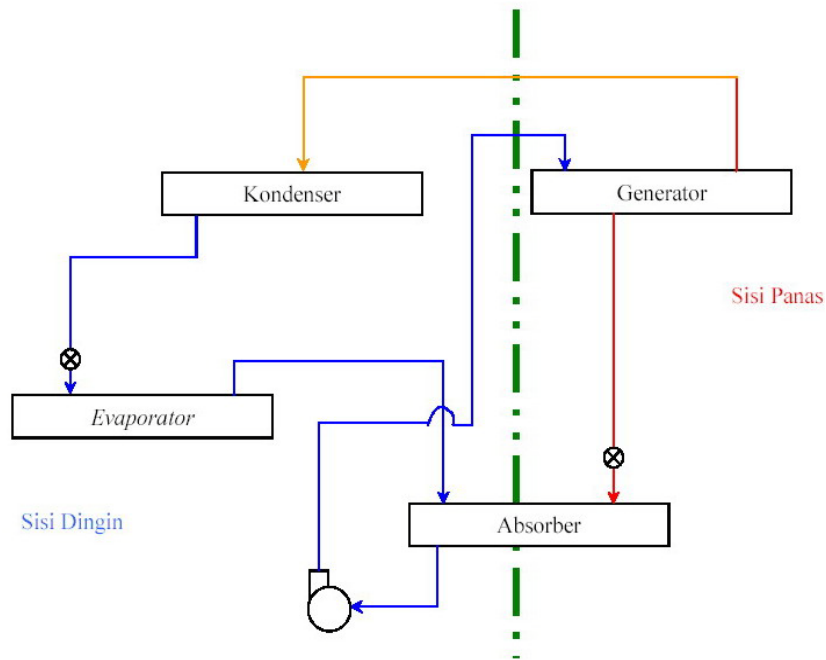 Kondenser
Generator
Sisi Panas
Evaporator
Sisi Dingin
Absorber